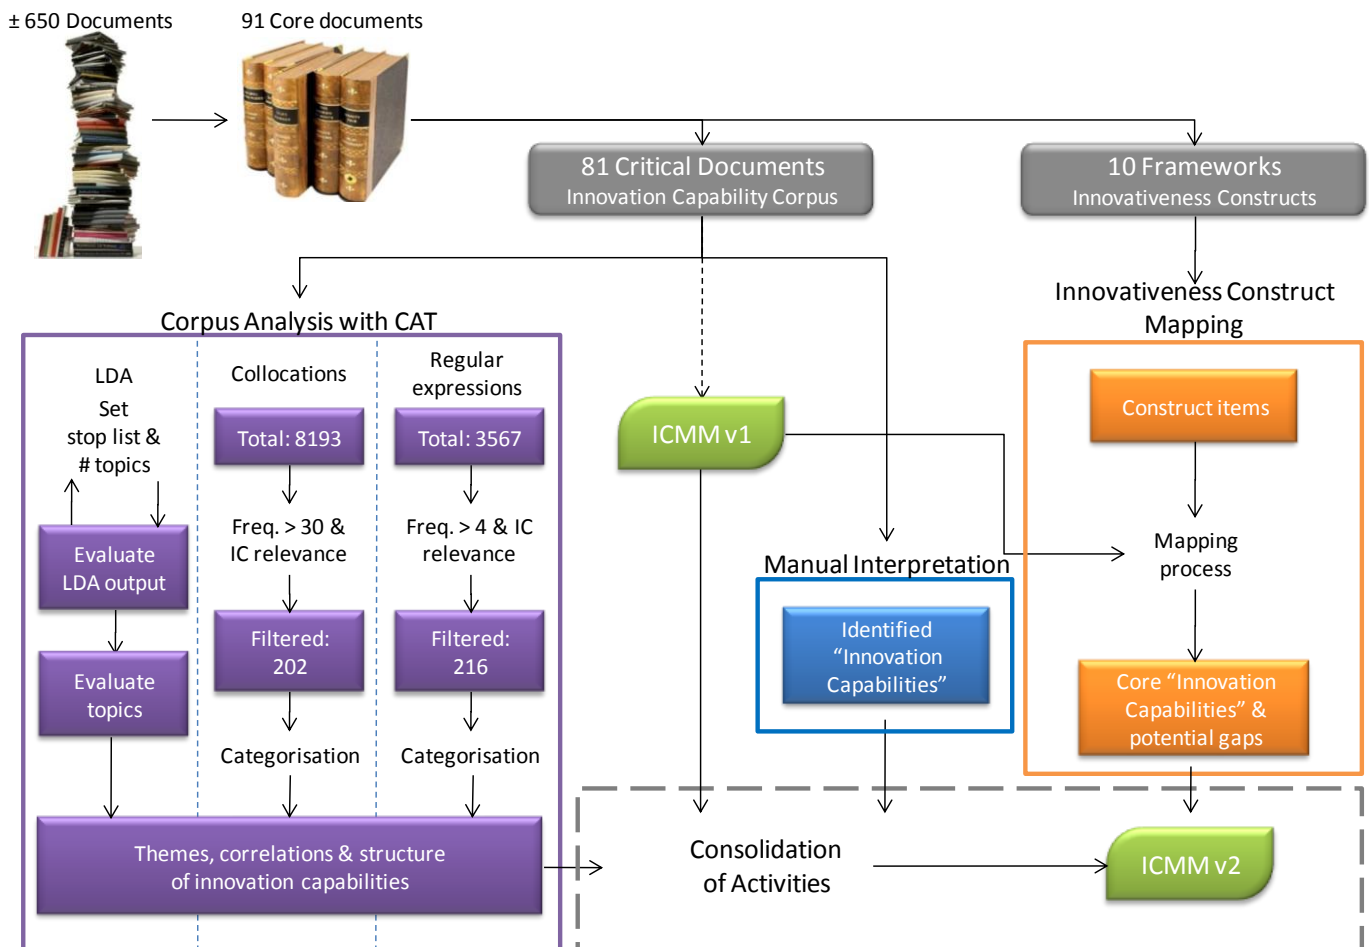 ± 650 Documents
91 Core documents
81 Critical Documents
Innovation Capability Corpus
10 Frameworks
Innovativeness Constructs
Corpus Analysis with CAT
LDA
Set
stop list &
# topics
Evaluate
LDA output
Evaluate
topics
Collocations
Total: 8193
Freq. > 30 &
IC relevance
Filtered:
202
Categorisation
Regular
expressions
Total: 3567
Freq. > 4 & IC
relevance
Filtered:
216
Categorisation
Themes, correlations & structure
of innovation capabilities
ICMM v1
Manual Interpretation
Identified
“Innovation
Capabilities”
Innovativeness Construct
Mapping
Construct items
Mapping
process
Core “Innovation
Capabilities” &
potential gaps
Consolidation
of Activities
ICMM v2